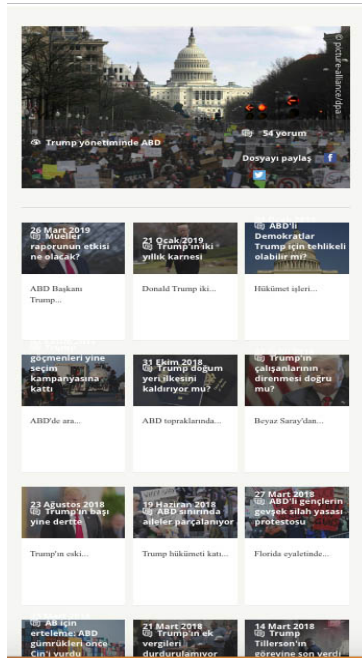 © picture-alliance/dpa
54 yorum
Trump yönetiminde ABD
Dosyayı paylaş
26 Mart 2019
Mueller
raporunun etkisi
ne olacak?
ABD Başkanı
Trump...
21 Ocak 2019
Trump'ın iki
yıllık karnesi
Donald Trump iki...
ABD'li
Demokratlar
Trump için tehlikeli
olabilir mi?
Hükümet işleri...
göçmenleri yine
seçim
kampanyasına
kattı
ABD'de ara...
31 Ekim 2018
Trump doğum
yeri ilkesini
kaldırıyor mu?
ABD topraklarında...
Trump'ın
çalışanlarının
direnmesi doğru
mu?
Beyaz Saray'dan...
23 Ağustos 2018
Trump'ın başı
yine dertte
Trump'ın eski...
19 Haziran 2018
ABD sınırında
aileler parçalanıyor
Trump hükümeti katı...
27 Mart 2018
ABD'li gençlerin
gevşek silah yasası
protestosu
Florida eyaletinde...
AB için
erteleme: ABD
gümrükleri önce
Çin'i vurdu
21 Mart 2018
Trump'ın ek
vergileri
durdurulamıyor
14 Mart 2018
Trump
Tillerson'ın
görevine son verdi